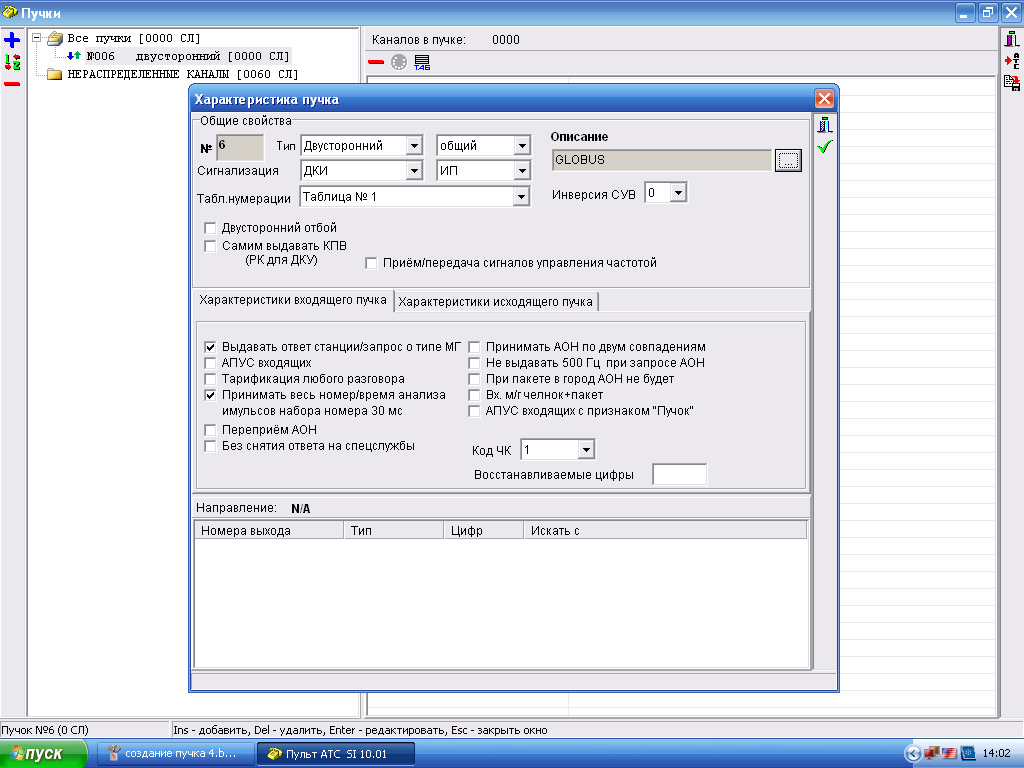 Пучки
Все пучки [0000 СЛ]
№006 двусторонний [0000 СЛ]
НЕРАСПРЕДЕЛЕННЫЕ КАНАЛЫ [0060 СЛ]
Каналов в пучке: 0000
TAG
Характеристика пучка
Общие свойства
№ 6 Тип Двусторонний общий
Описание
GLOBUS ...
Сигнализация ДКИ ИП
Табл.нумерации Таблица № 1
Инверсия СУВ 0
Двусторонний отбой
Самим выдавать КПВ
(РК для ДКУ)
Приём/передача сигналов управления частотой
Характеристики входящего пучка Характеристики исходящего пучка
Выдавать ответ станции/запрос о типе МГ
АПУС входящих
Тарификация любого разговора
Принимать весь номер/время анализа
имульсов набора номера 30 мс
Переприём АОН
Без снятия ответа на спецслужбы
Принимать АОН по двум совпадениям
Не выдавать 500 Гц при запросе АОН
При пакете в город АОН не будет
Вх. м/г челнок+пакет
АПУС входящих с признаком "Пучок"
Код ЧК 1
Восстанавливаемые цифры
Направление: N/A
Номера выхода Тип Цифр Искать с
Пучок №6 (0 СЛ) Ins - добавить, Del - удалить, Enter - редактировать, Esc - закрыть окно
пуск создание пучка 4.b... Пульт АТС SI 10.01 14:02